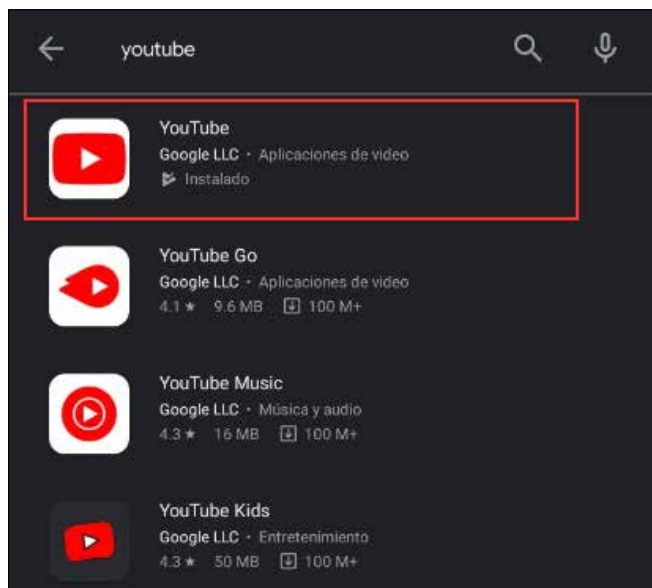 youtube
YouTube
Google LLC • Aplicaciones de video
Instalado
YouTube Go
Google LLC • Aplicaciones de video
4.1 ★ 9.6 MB 100 M+
YouTube Music
Google LLC • Música y audio
4.3 ★ 16 MB 100 M+
YouTube Kids
Google LLC • Entretenimiento
4.3 ★ 50 MB 100 M+